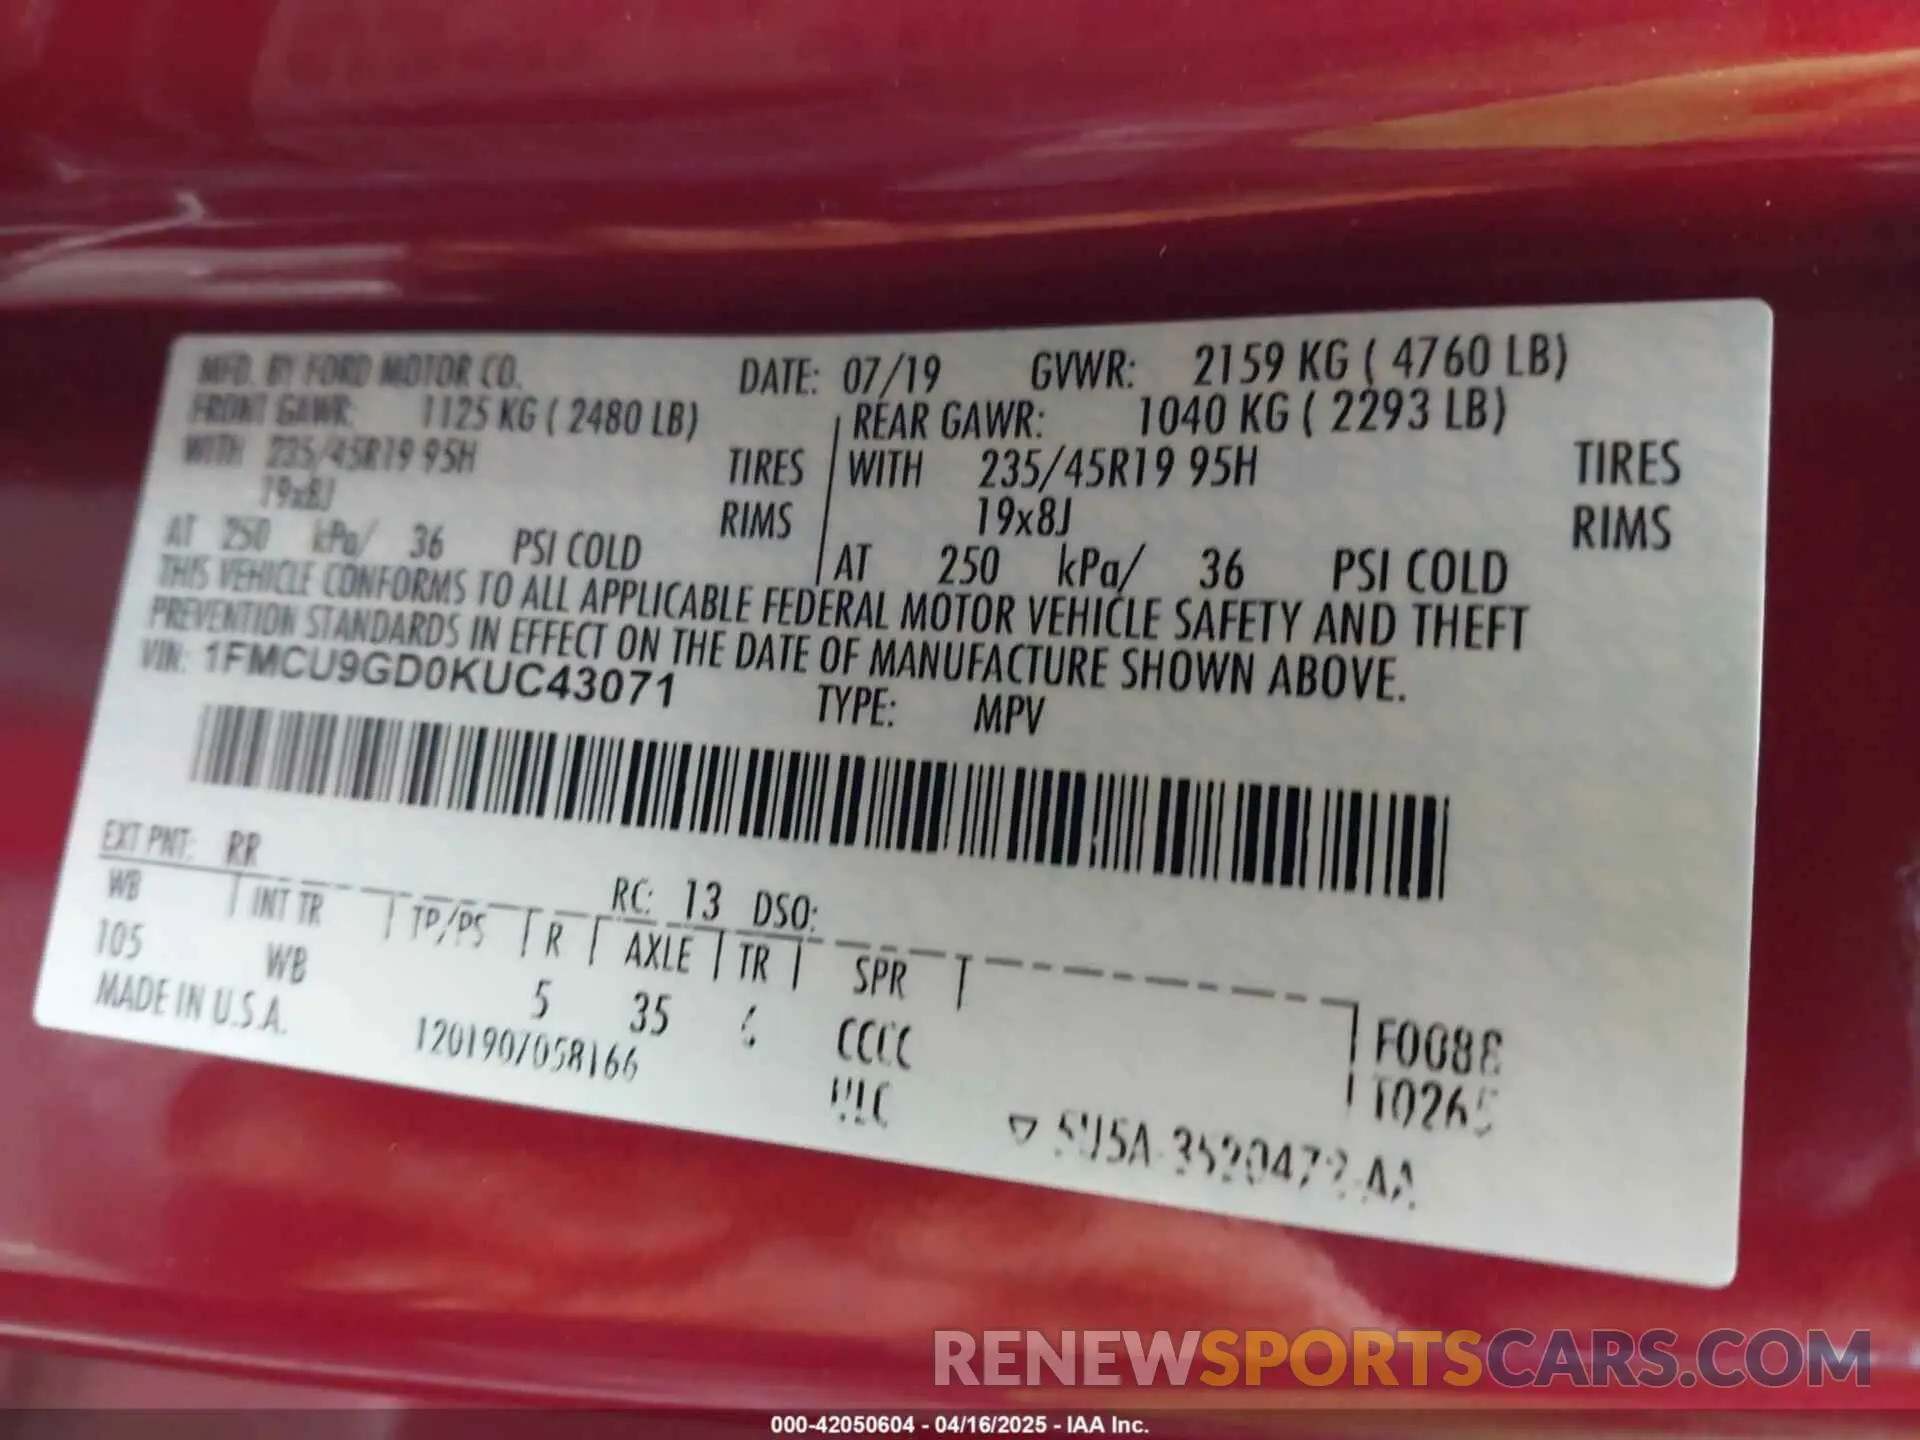 MFD. BY FORD MOTOR CO. DATE: 07/19 GVWR: 2159 KG ( 4760 LB)
FRONT GAWR: 1125 KG ( 2480 LB) REAR GAWR: 1040 KG ( 2293 LB)
WITH 235/45R19 95H TIRES WITH 235/45R19 95H TIRES
19x8J RIMS 19x8J RIMS
AT 250 kPa/ 36 PSI COLD AT 250 kPa/ 36 PSI COLD
THIS VEHICLE CONFORMS TO ALL APPLICABLE FEDERAL MOTOR VEHICLE SAFETY AND THEFT
PREVENTION STANDARDS IN EFFECT ON THE DATE OF MANUFACTURE SHOWN ABOVE.
VIN: 1FMCU9GD0KUC43071 TYPE: MPV
EXT PNT: RR RC: 13 DSO:
WB INT TR TP/PS R AXLE TR SPR
105 WB 5 35 6 CCCC F0088
MADE IN U.S.A. 1201907058166 T0265
RENEWSPORTSCARS.COM
000-42050604 - 04/16/2025 - IAA Inc.